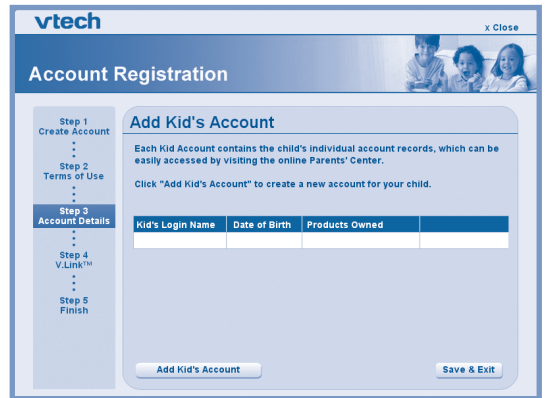 vtech
x Close
Account Registration
Step 1
Create Account
Step 2
Terms of Use
Step 3
Account Details
Step 4
V.Link™
Step 5
Finish
Add Kid's Account
Each Kid Account contains the child's individual account records, which can be
easily accessed by visiting the online Parents' Center.
Click "Add Kid's Account" to create a new account for your child.
Kid's Login Name Date of Birth Products Owned
Add Kid's Account Save & Exit